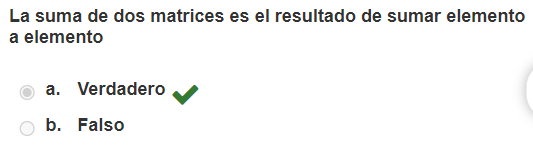 La suma de dos matrices es el resultado de sumar elemento
a elemento
a. Verdadero
b. Falso